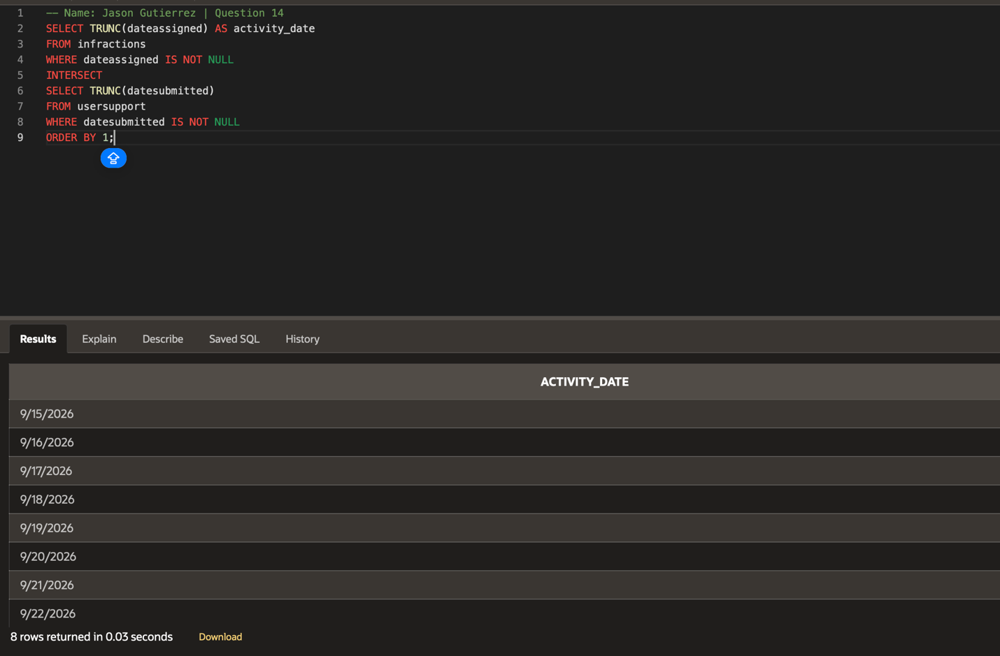 1 -- Name: Jason Gutierrez | Question 14
2 SELECT TRUNC(dateassigned) AS activity_date
3 FROM infractions
4 WHERE dateassigned IS NOT NULL
5 INTERSECT
6 SELECT TRUNC(datesubmitted)
7 FROM usersupport
8 WHERE datesubmitted IS NOT NULL
9 ORDER BY 1;
Results Explain Describe Saved SQL History
ACTIVITY_DATE
9/15/2026
9/16/2026
9/17/2026
9/18/2026
9/19/2026
9/20/2026
9/21/2026
9/22/2026
8 rows returned in 0.03 seconds Download